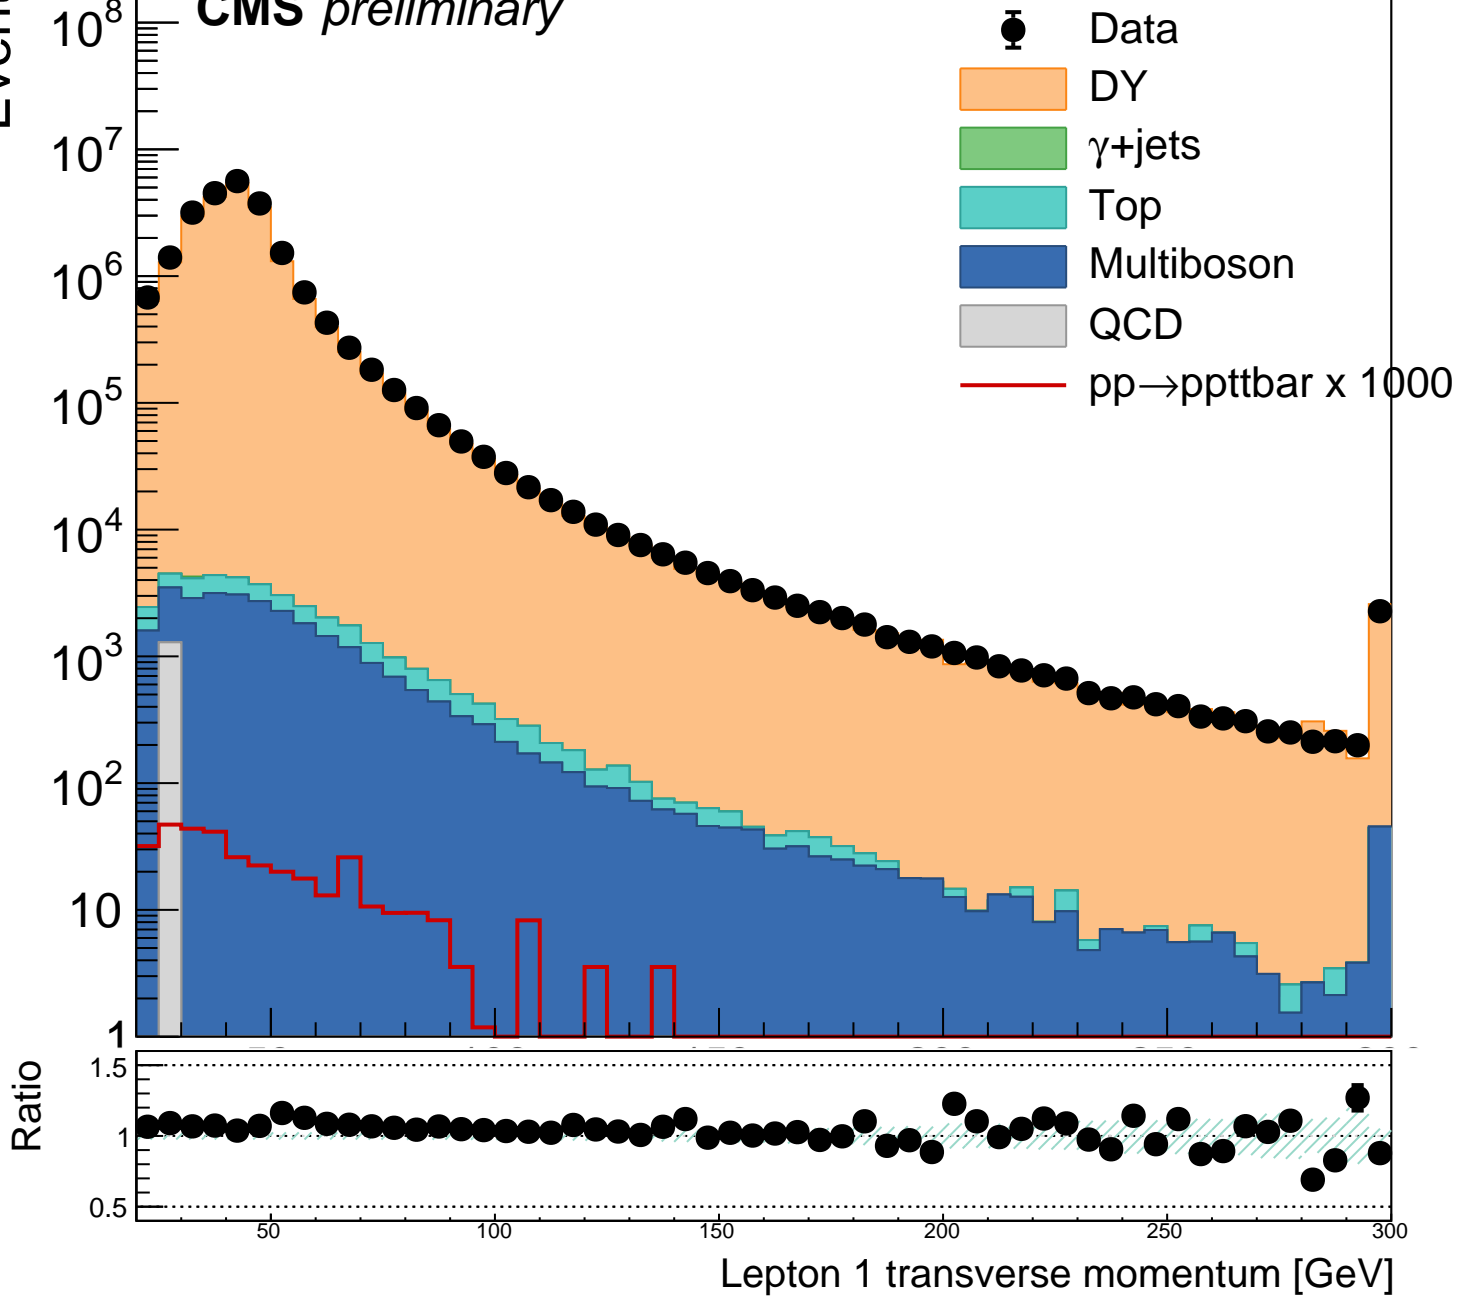 CMS preliminary
Data
DY
γ+jets
Top
Multiboson
QCD
pp→ppttbar x 1000
10⁸
10⁷
10⁶
10⁵
10⁴
10³
10²
10
1
Ratio
1.5
1
0.5
50 100 150 200 250 300
Lepton 1 transverse momentum [GeV]